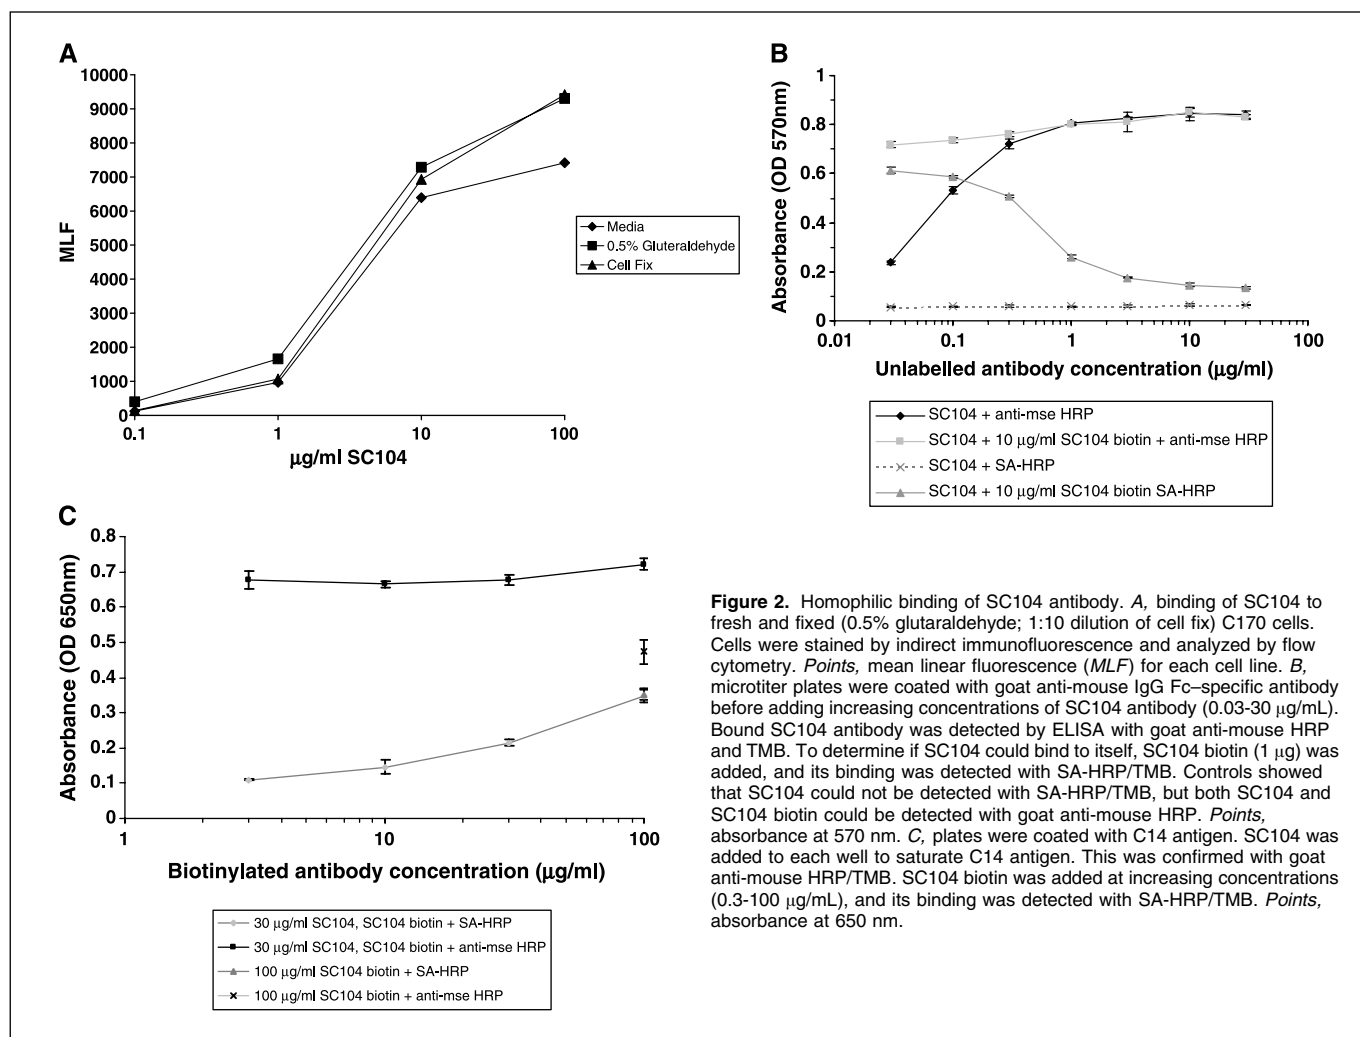 A
10000
9000
8000
7000
6000
5000
4000
3000
2000
1000
0
MLF
0.1
1
10
100
μg/ml SC104
Media
0.5% Gluteraldehyde
Cell Fix
B
1
0.8
0.6
0.4
0.2
0
Absorbance (OD 570nm)
0.01
0.1
1
10
100
Unlabelled antibody concentration (μg/ml)
SC104 + anti-mse HRP
SC104 + 10 μg/ml SC104 biotin + anti-mse HRP
SC104 + SA-HRP
SC104 + 10 μg/ml SC104 biotin SA-HRP
C
0.8
0.7
0.6
0.5
0.4
0.3
0.2
0.1
0
Absorbance (OD 650nm)
1
10
100
Biotinylated antibody concentration (μg/ml)
30 μg/ml SC104, SC104 biotin + SA-HRP
30 μg/ml SC104, SC104 biotin + anti-mse HRP
100 μg/ml SC104 biotin + SA-HRP
100 μg/ml SC104 biotin + anti-mse HRP
Figure 2. Homophilic binding of SC104 antibody. A, binding of SC104 to
fresh and fixed (0.5% glutaraldehyde; 1:10 dilution of cell fix) C170 cells.
Cells were stained by indirect immunofluorescence and analyzed by flow
cytometry. Points, mean linear fluorescence (MLF) for each cell line. B,
microtiter plates were coated with goat anti-mouse IgG Fc–specific antibody
before adding increasing concentrations of SC104 antibody (0.03-30 μg/mL).
Bound SC104 antibody was detected by ELISA with goat anti-mouse HRP
and TMB. To determine if SC104 could bind to itself, SC104 biotin (1 μg) was
added, and its binding was detected with SA-HRP/TMB. Controls showed
that SC104 could not be detected with SA-HRP/TMB, but both SC104 and
SC104 biotin could be detected with goat anti-mouse HRP. Points,
absorbance at 570 nm. C, plates were coated with C14 antigen. SC104 was
added to each well to saturate C14 antigen. This was confirmed with goat
anti-mouse HRP/TMB. SC104 biotin was added at increasing concentrations
(0.3-100 μg/mL), and its binding was detected with SA-HRP/TMB. Points,
absorbance at 650 nm.